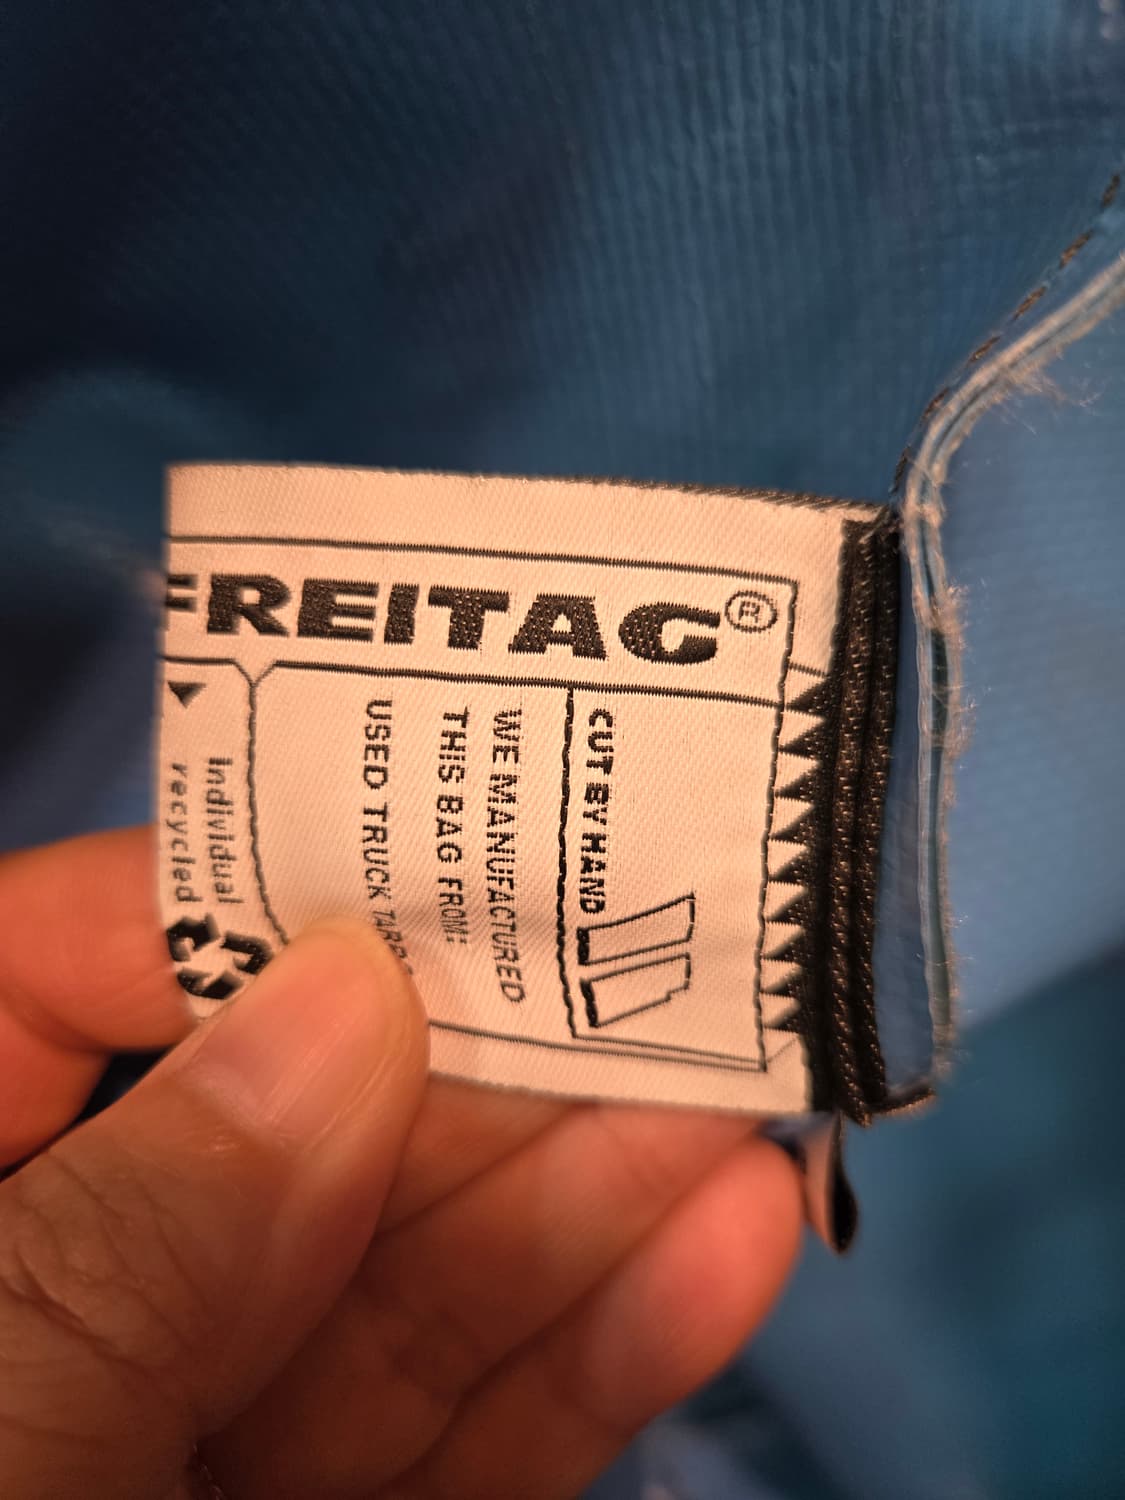 FREITAG®
CUT BY HAND
WE MANUFACTURED
THIS BAG FROM:
USED TRUCK
Individual
recycled